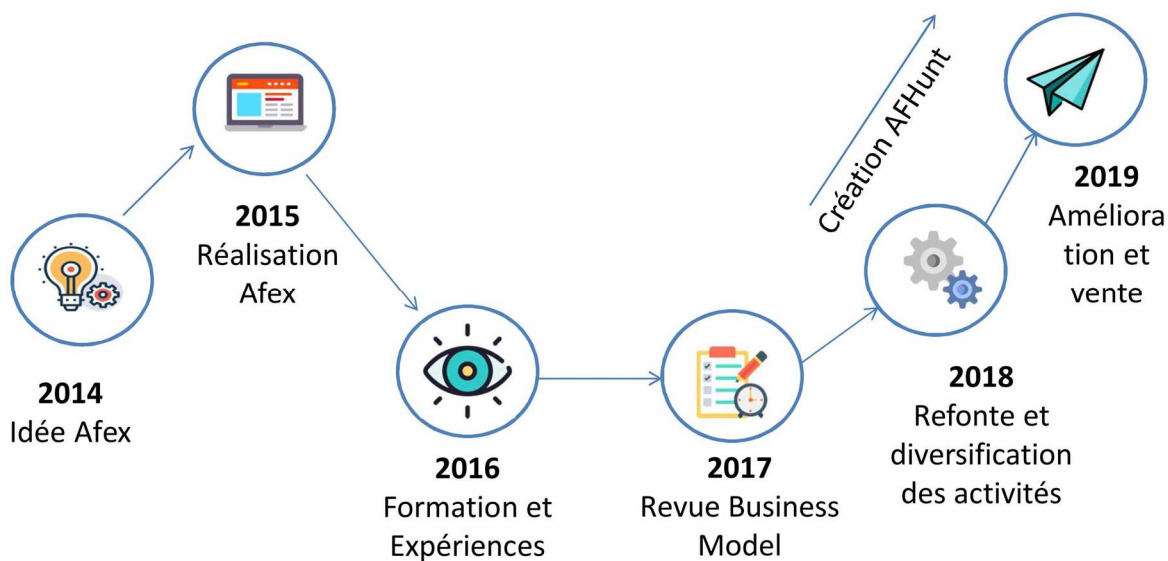 2014
Idée Afex
2015
Réalisation
Afex
2016
Formation et
Expériences
2017
Revue Business
Model
2018
Refonte et
diversification
des activités
Création AFHunt
2019
Améliora
tion et
vente